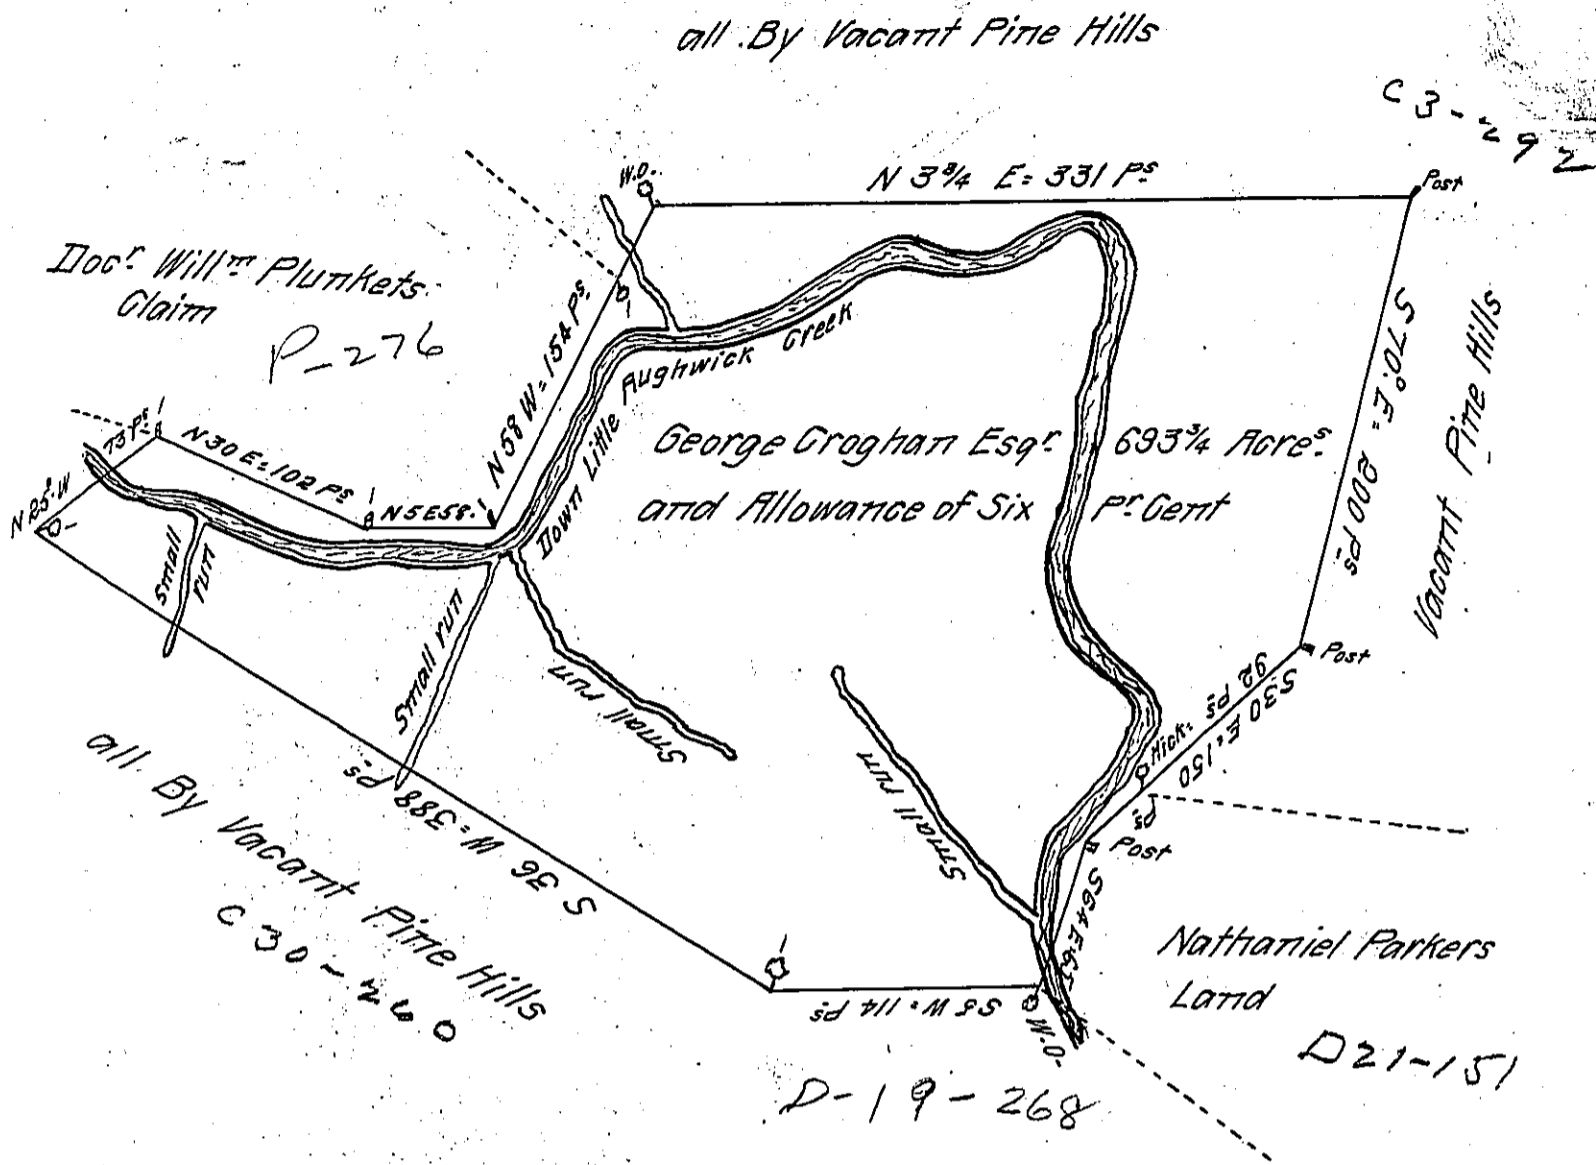 all By Vacant Pine Hills
C3-292
W.O.
N 3¾ E= 331 Ps
Post
Docr. Willm Plunkets
Claim
P-276
N 58 W= 154 Ps.
S 70° E= 200 Ps
Vacant Pine Hills
Down Little Aughwick Creek
73 Ps
N 30 E= 102 Ps
N 5 E 58.
N 25° W
George Croghan Esqr. 693¾ Acres
and Allowance of Six Pr. Cent
Small run
Small run
Small run
Small run
Post
92 Ps
S 30 E= 150 Ps
Hick=
Post
S 64 E. 65
S 36 W= 388 Ps
all By Vacant Pine Hills
C30-260
S 5 W= 114 Ps
W.O.
Nathaniel Parkers
Land
D21-151
D-19-268